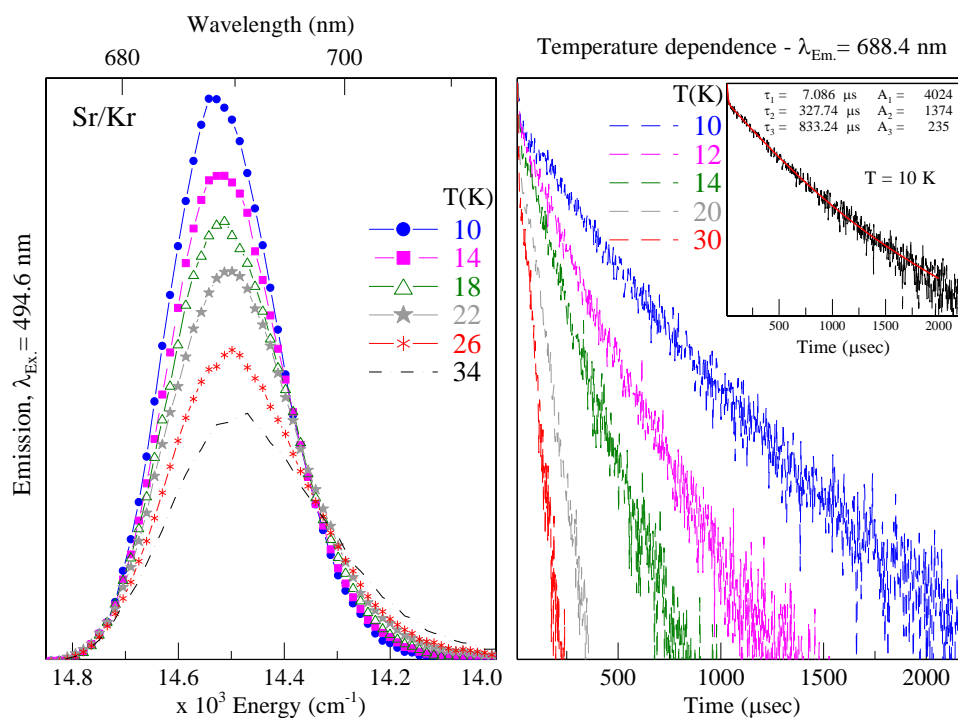 Wavelength (nm)
680 700
Sr/Kr
T(K)
10
14
18
22
26
34
Emission, λEx.= 494.6 nm
14.8 14.6 14.4 14.2 14.0
x 10³ Energy (cm⁻¹)
Temperature dependence - λEm.= 688.4 nm
T(K)
10
12
14
20
30
τ₁ = 7.086 μs A₁ = 4024
τ₂ = 327.74 μs A₂ = 1374
τ₃ = 833.24 μs A₃ = 235
T = 10 K
500 1000 1500 2000
Time (μsec)
500 1000 1500 2000
Time (μsec)